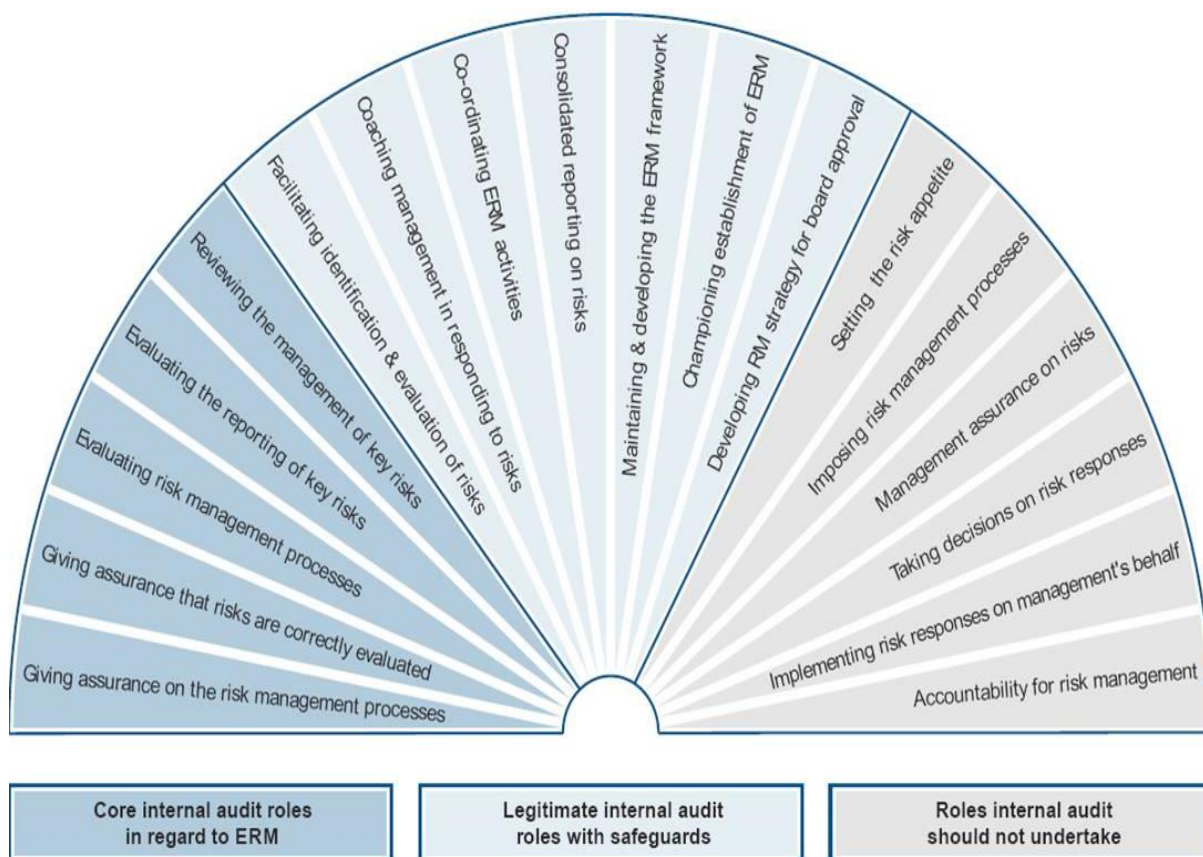 Giving assurance on the risk management processes
Giving assurance that risks are correctly evaluated
Evaluating risk management processes
Evaluating the reporting of key risks
Reviewing the management of key risks
Facilitating identification & evaluation of risks
Coaching management in responding to risks
Co-ordinating ERM activities
Consolidated reporting on risks
Maintaining & developing the ERM framework
Championing establishment of ERM
Developing RM strategy for board approval
Setting the risk appetite
Imposing risk management processes
Management assurance on risks
Taking decisions on risk responses
Implementing risk responses on management's behalf
Accountability for risk management
Core internal audit roles
in regard to ERM
Legitimate internal audit
roles with safeguards
Roles internal audit
should not undertake